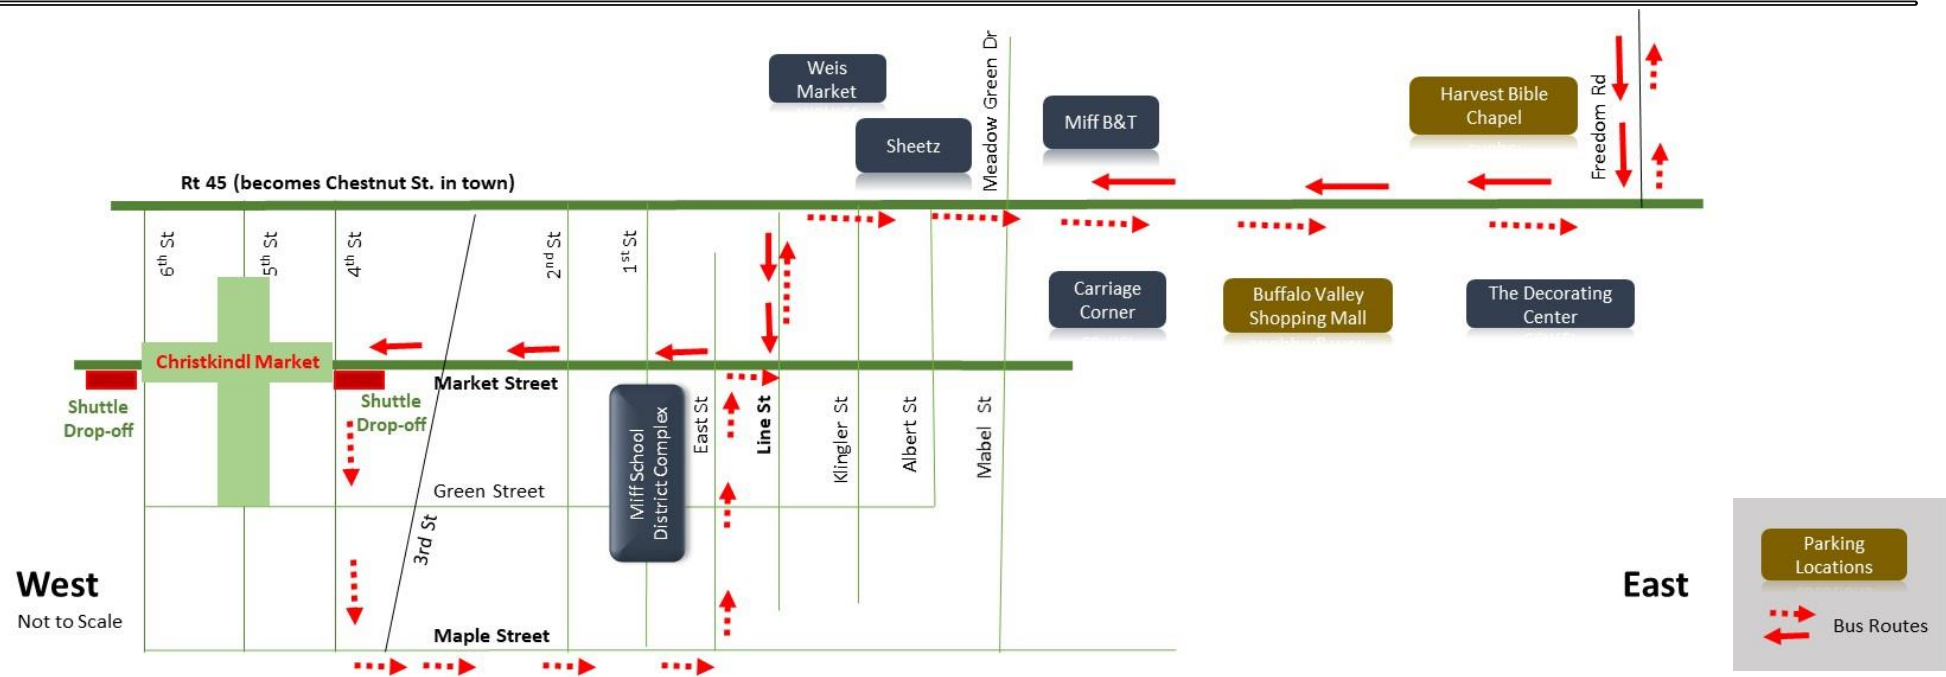 Weis
Market
Sheetz
Meadow Green Dr
Miff B&T
Harvest Bible
Chapel
Freedom Rd
Rt 45 (becomes Chestnut St. in town)
6th St
5th St
4th St
2nd St
1st St
Carriage
Corner
Buffalo Valley
Shopping Mall
The Decorating
Center
Christkindl Market
Market Street
Shuttle
Drop-off
Shuttle
Drop-off
Miff School
District Complex
East St
Line St
Klingler St
Albert St
Mabel St
Green Street
3rd St
West
Not to Scale
Maple Street
East
Parking
Locations
Bus Routes